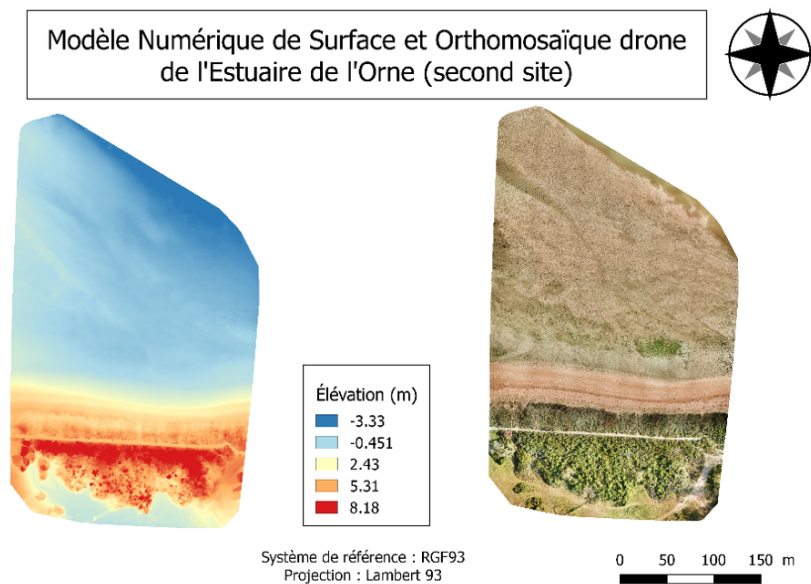 Modèle Numérique de Surface et Orthomosaïque drone
de l'Estuaire de l'Orne (second site)
Élévation (m)
-3.33
-0.451
2.43
5.31
8.18
Système de référence : RGF93
Projection : Lambert 93
0 50 100 150 m